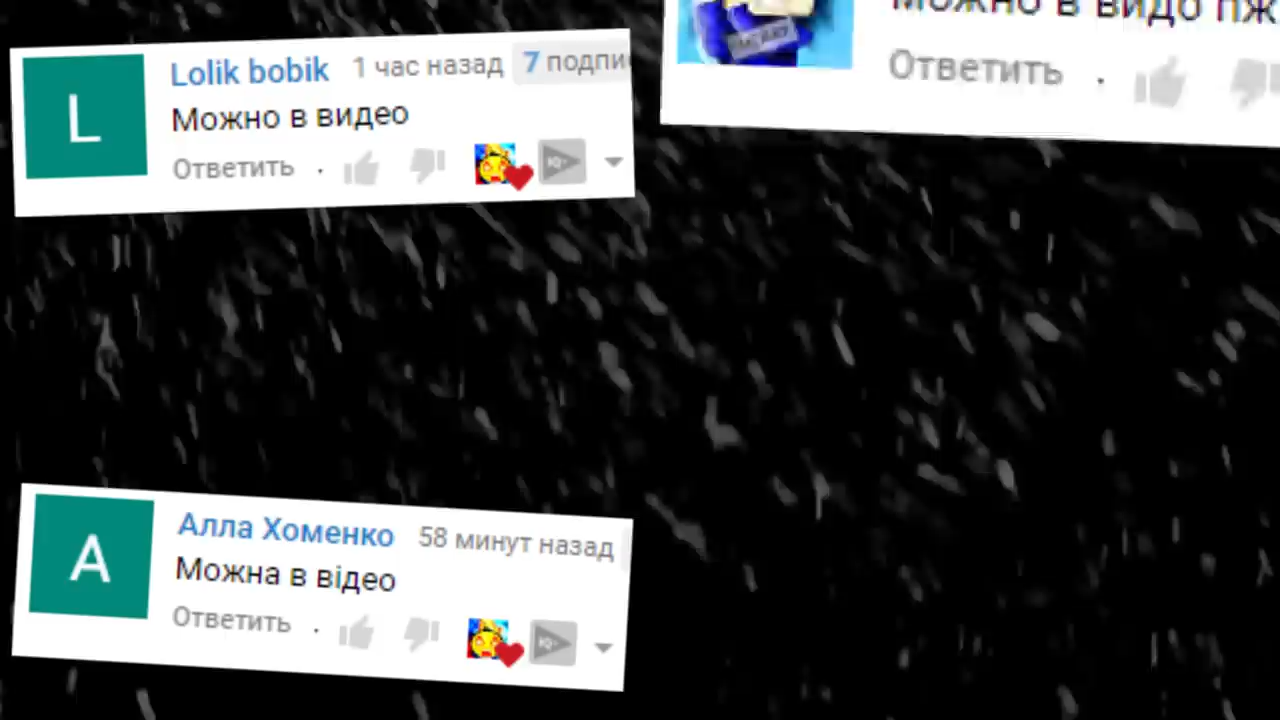 Lolik bobik 1 час назад 7
Можно в видео
Ответить
Можно в видо пж
Ответить
Алла Хоменко 58 минут назад
Можна в відео
Ответить